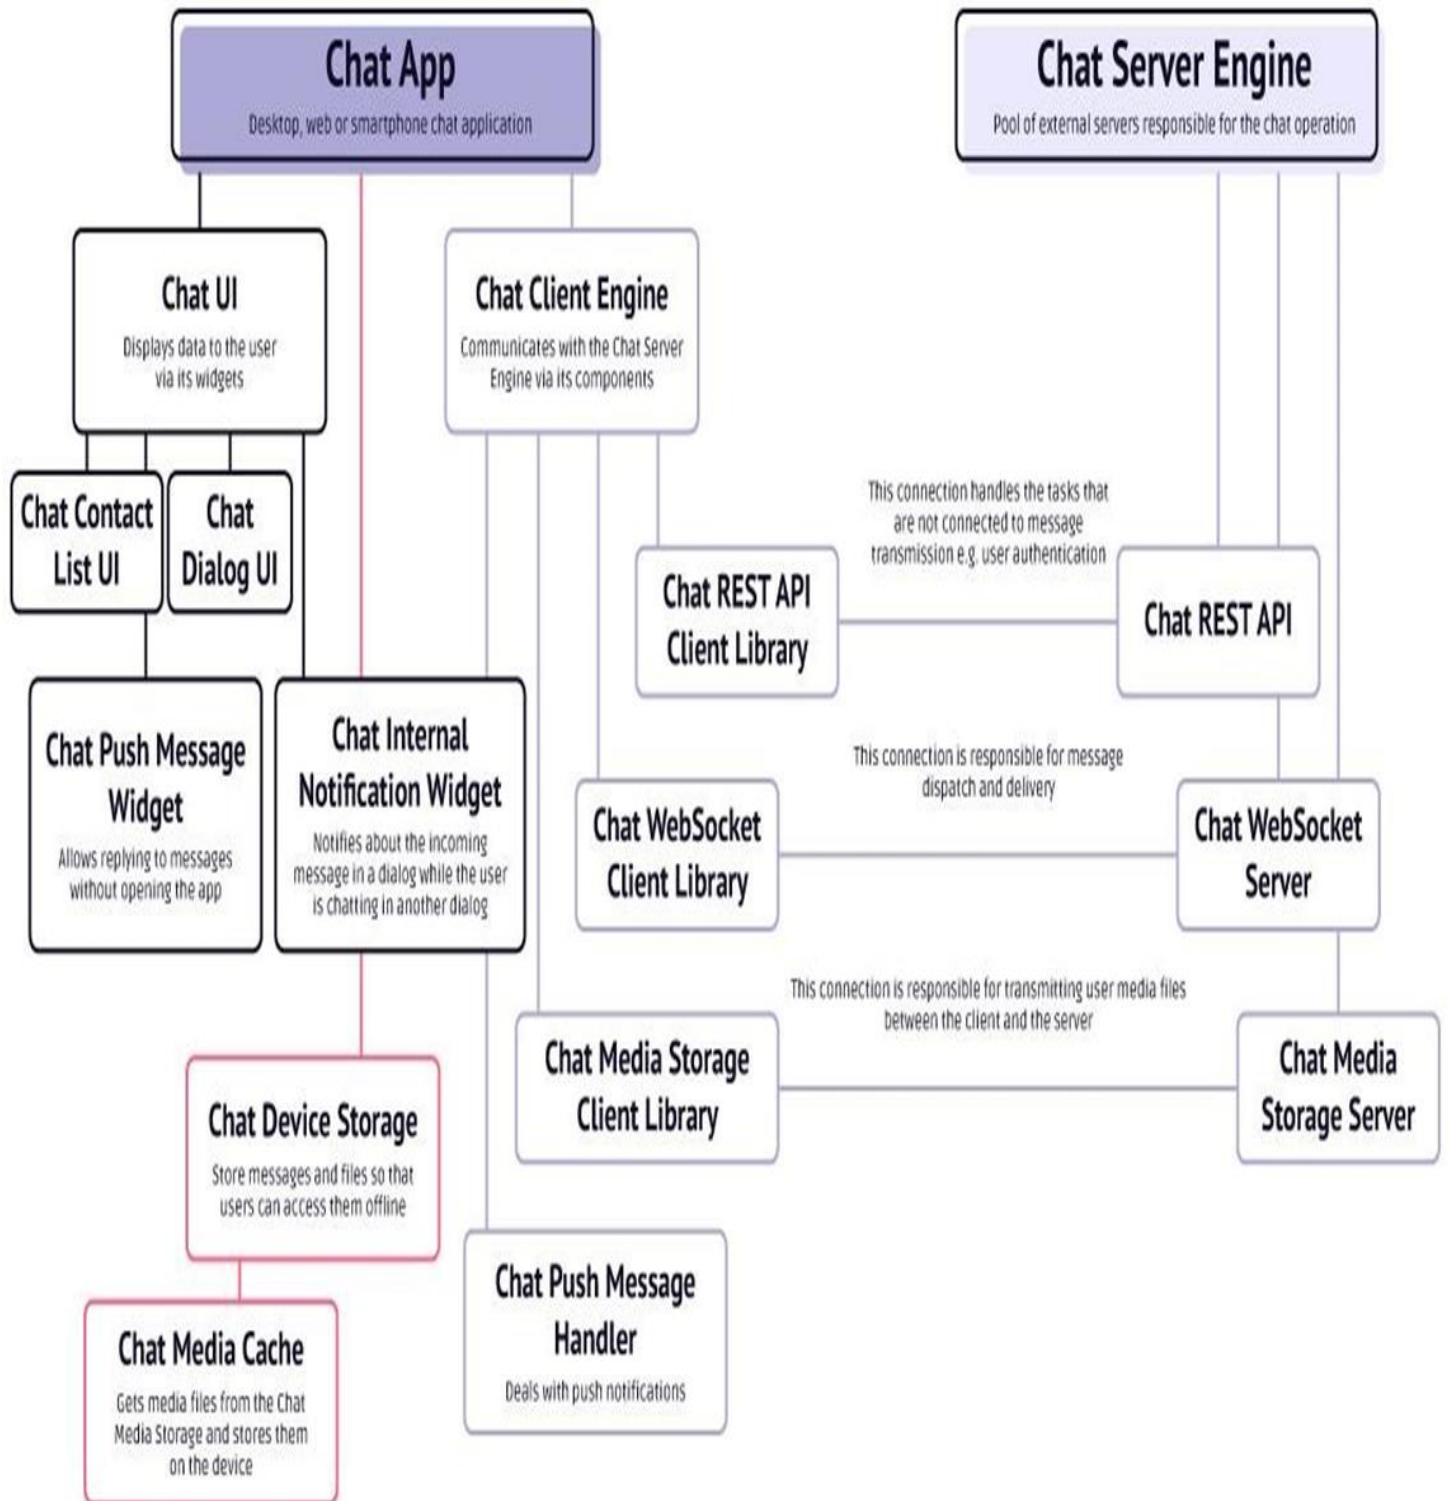 Chat App
Desktop, web or smartphone chat application
Chat Server Engine
Pool of external servers responsible for the chat operation
Chat UI
Displays data to the user
via its widgets
Chat Client Engine
Communicates with the Chat Server
Engine via its components
Chat Contact
List UI
Chat
Dialog UI
This connection handles the tasks that
are not connected to message
transmission e.g. user authentication
Chat REST API
Client Library
Chat REST API
Chat Push Message
Widget
Allows replying to messages
without opening the app
Chat Internal
Notification Widget
Notifies about the incoming
message in a dialog while the user
is chatting in another dialog
This connection is responsible for message
dispatch and delivery
Chat WebSocket
Client Library
Chat WebSocket
Server
This connection is responsible for transmitting user media files
between the client and the server
Chat Media Storage
Client Library
Chat Media
Storage Server
Chat Device Storage
Store messages and files so that
users can access them offline
Chat Push Message
Handler
Deals with push notifications
Chat Media Cache
Gets media files from the Chat
Media Storage and stores them
on the device